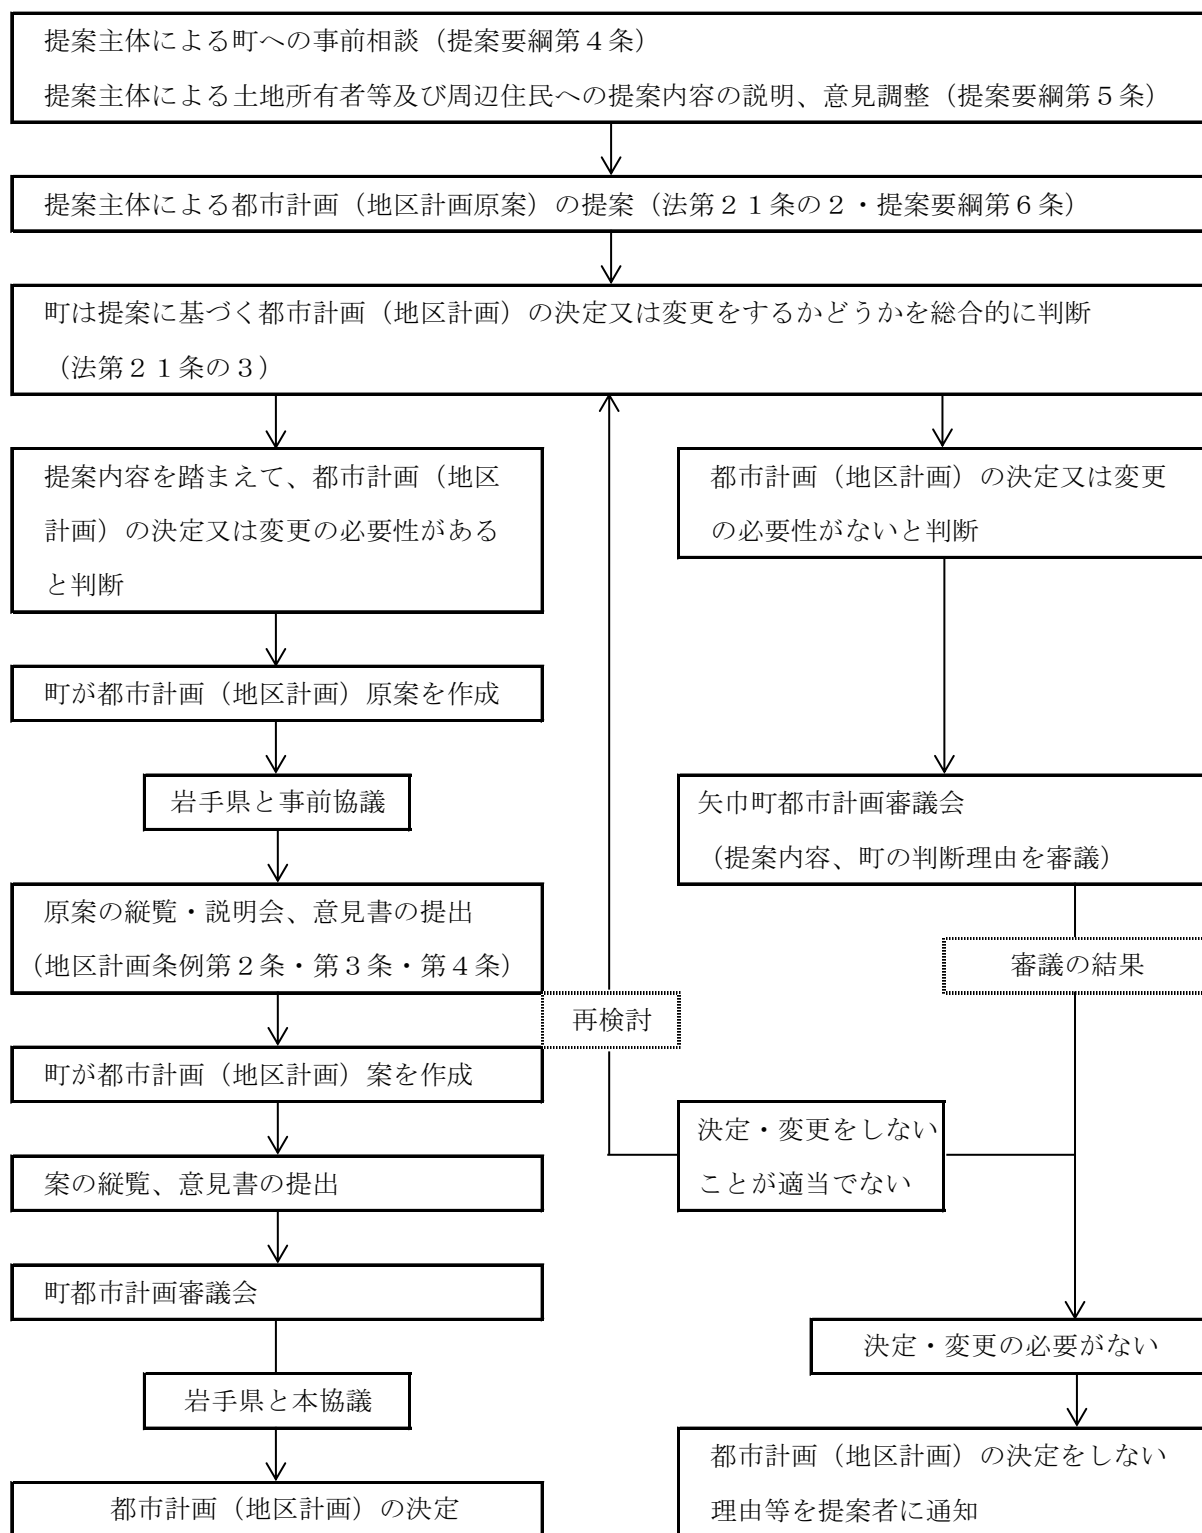 提案主体による町への事前相談（提案要綱第４条）
提案主体による土地所有者等及び周辺住民への提案内容の説明、意見調整（提案要綱第５条）
提案主体による都市計画（地区計画原案）の提案（法第２１条の２・提案要綱第６条）
町は提案に基づく都市計画（地区計画）の決定又は変更をするかどうかを総合的に判断
（法第２１条の３）
提案内容を踏まえて、都市計画（地区
計画）の決定又は変更の必要性がある
と判断
町が都市計画（地区計画）原案を作成
岩手県と事前協議
原案の縦覧・説明会、意見書の提出
（地区計画条例第２条・第３条・第４条）
町が都市計画（地区計画）案を作成
案の縦覧、意見書の提出
町都市計画審議会
岩手県と本協議
都市計画（地区計画）の決定
都市計画（地区計画）の決定又は変更
の必要性がないと判断
矢巾町都市計画審議会
（提案内容、町の判断理由を審議）
審議の結果
再検討
決定・変更をしない
ことが適当でない
決定・変更の必要がない
都市計画（地区計画）の決定をしない
理由等を提案者に通知